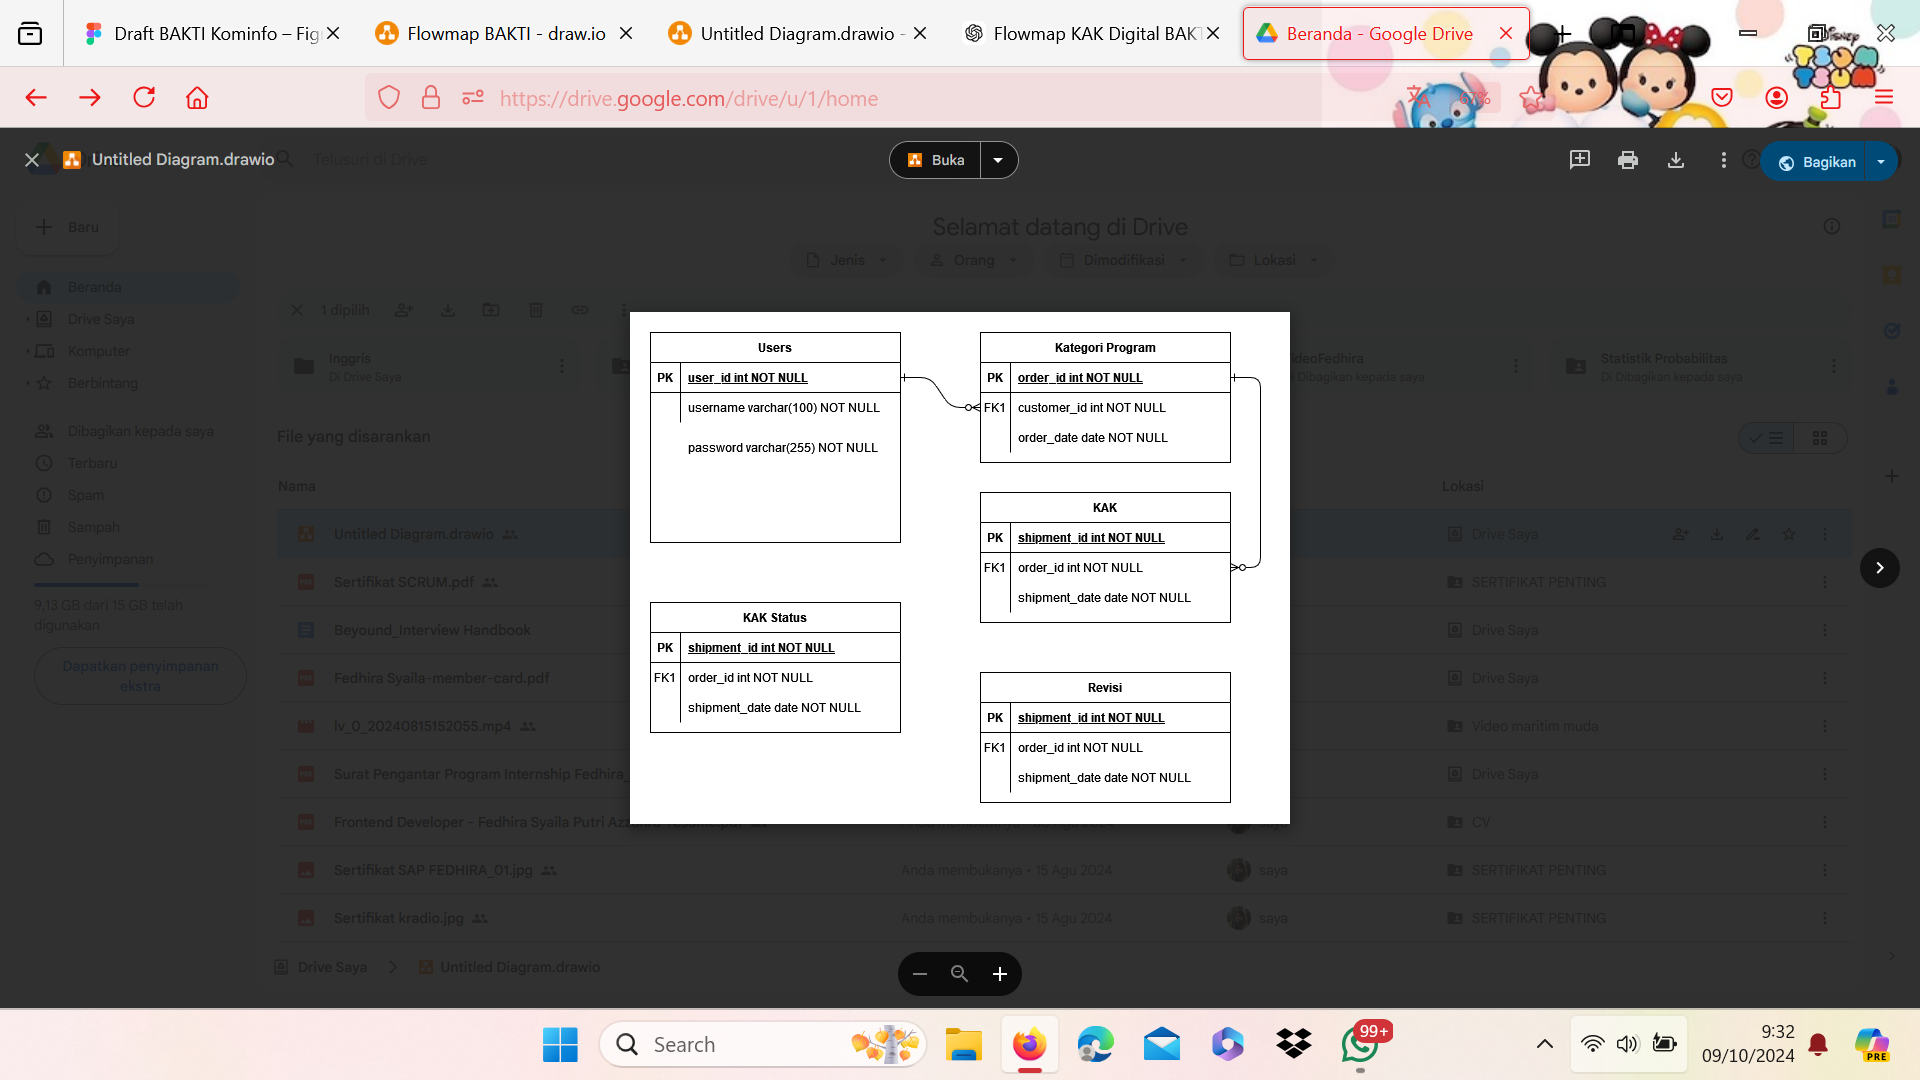 Draft BAKTI Kominfo – Fig
Flowmap BAKTI - draw.io
Untitled Diagram.drawio -
Flowmap KAK Digital BAKT
Beranda - Google Drive
https://drive.google.com/drive/u/1/home
67%
Disney
TSUM
TSUM
Untitled Diagram.drawio
Telusuri di Drive
Buka
Bagikan
Baru
Selamat datang di Drive
Jenis
Orang
Dimodifikasi
Lokasi
Beranda
Drive Saya
Komputer
Berbintang
Dibagikan kepada saya
Terbaru
Spam
Sampah
Penyimpanan
9,13 GB dari 15 GB telah
digunakan
Dapatkan penyimpanan
ekstra
1 dipilih
Inggris
Di Drive Saya
VideoFedhira
Di Dibagikan kepada saya
Statistik Probabilitas
Di Dibagikan kepada saya
File yang disarankan
Nama
Lokasi
Untitled Diagram.drawio
Drive Saya
Sertifikat SCRUM.pdf
SERTIFIKAT PENTING
Beyound_Interview Handbook
Drive Saya
Fedhira Syaila-member-card.pdf
Drive Saya
lv_0_20240815152055.mp4
Video maritim muda
Surat Pengantar Program Internship Fedhira_
Drive Saya
Frontend Developer - Fedhira Syaila Putri Azzahra
saya
CV
Sertifikat SAP FEDHIRA_01.jpg
Anda membukanya • 15 Agu 2024
saya
SERTIFIKAT PENTING
Sertifikat kradio.jpg
Anda membukanya • 15 Agu 2024
saya
SERTIFIKAT PENTING
Drive Saya
Untitled Diagram.drawio
Users
PK user_id int NOT NULL
username varchar(100) NOT NULL
password varchar(255) NOT NULL
Kategori Program
PK order_id int NOT NULL
FK1 customer_id int NOT NULL
order_date date NOT NULL
KAK
PK shipment_id int NOT NULL
FK1 order_id int NOT NULL
shipment_date date NOT NULL
KAK Status
PK shipment_id int NOT NULL
FK1 order_id int NOT NULL
shipment_date date NOT NULL
Revisi
PK shipment_id int NOT NULL
FK1 order_id int NOT NULL
shipment_date date NOT NULL
Search
99+
9:32
09/10/2024
PRE